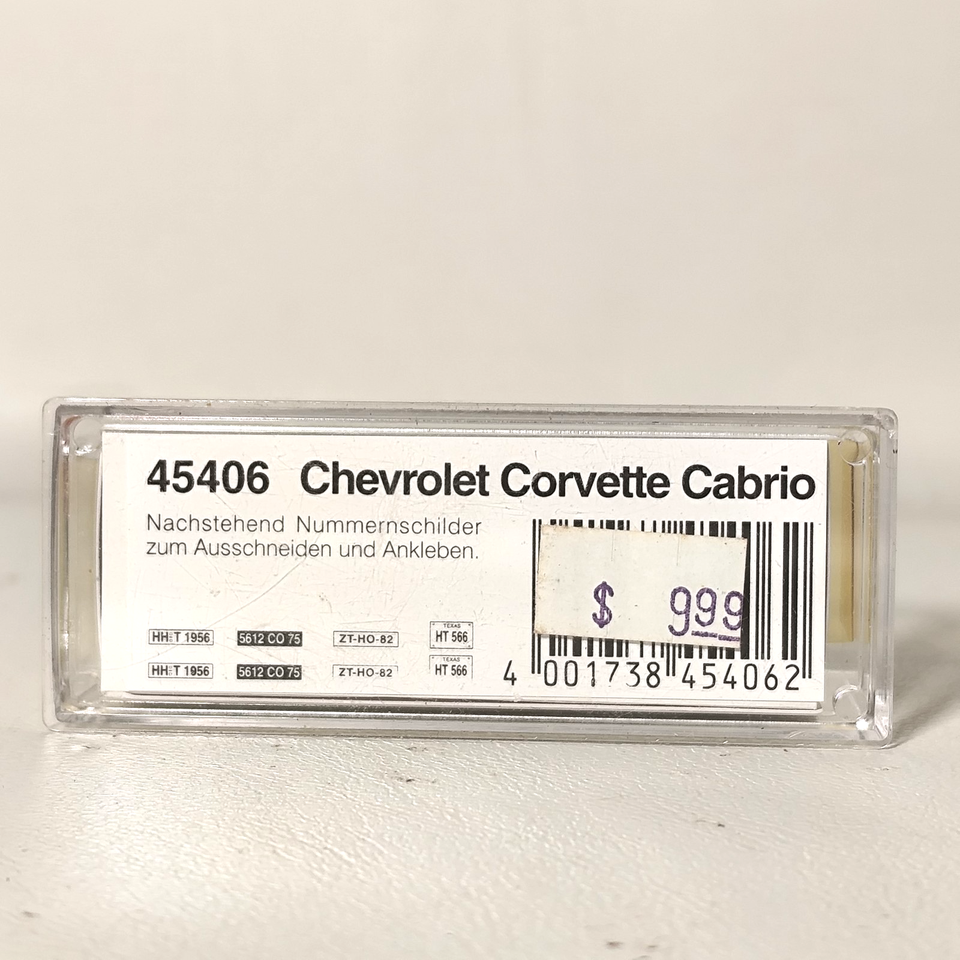 45406 Chevrolet Corvette Cabrio
Nachstehend Nummernschilder
zum Ausschneiden und Ankleben.
$ 999
HH-T 1956 5612 CO 75 ZT-HO-82 TEXAS HT 566
HH-T 1956 5612 CO 75 ZT-HO-82 TEXAS HT 566
4 001738 454062